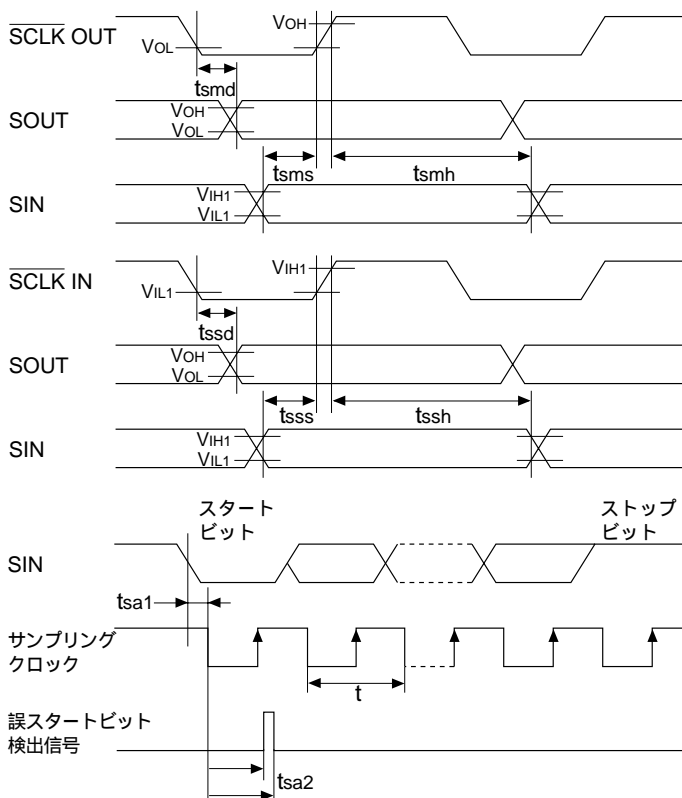 SCLK OUT
VOH
VOL
tsmd
SOUT
VOH
VOL
tsms
tsmh
SIN
VIH1
VIL1
SCLK IN
VIH1
VIL1
tssd
SOUT
VOH
VOL
tsss
tssh
SIN
VIH1
VIL1
スタート
ビット
ストップ
ビット
SIN
tsa1
サンプリング
クロック
t
誤スタートビット
検出信号
tsa2